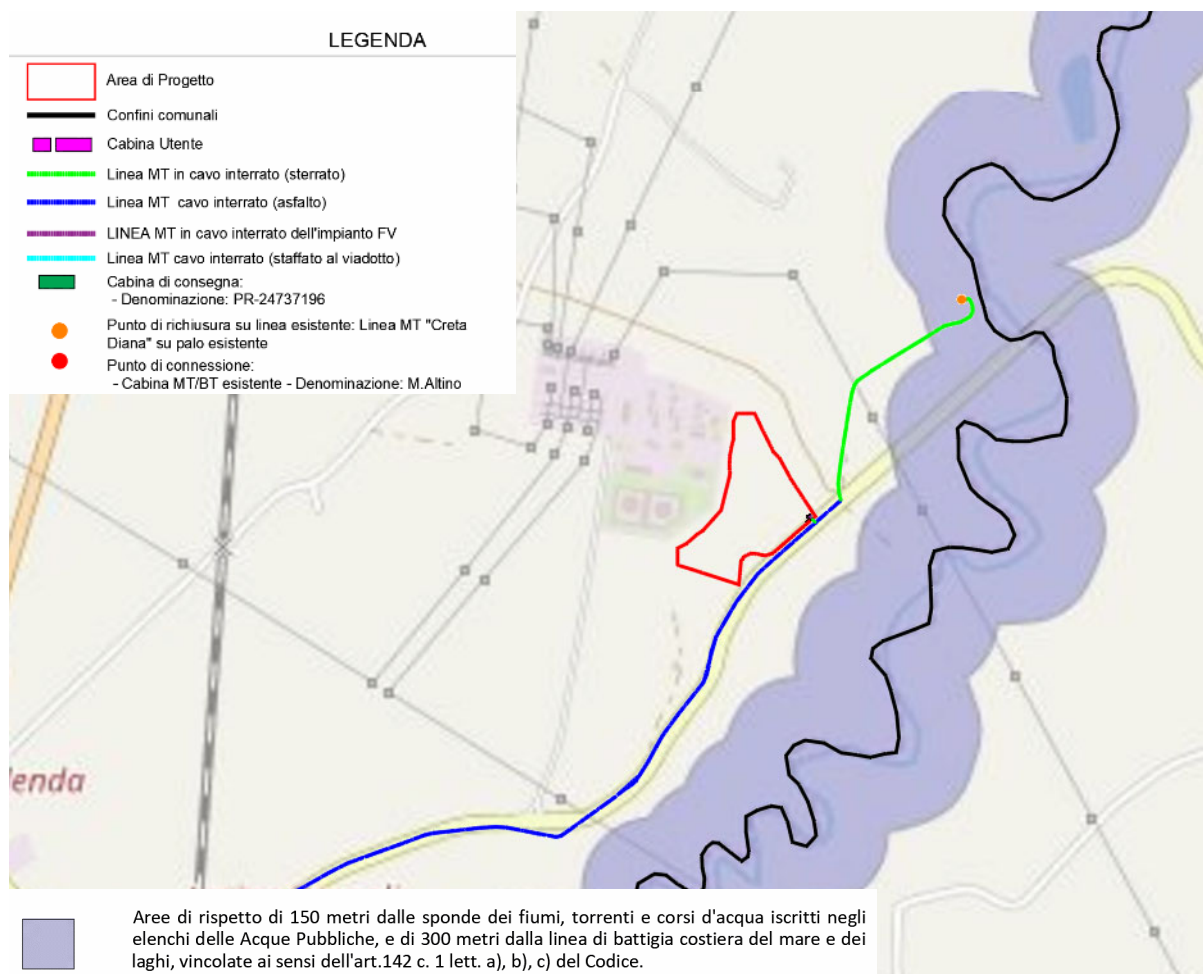 LEGENDA
Area di Progetto
Confini comunali
Cabina Utente
Linea MT in cavo interrato (sterrato)
Linea MT cavo interrato (asfalto)
LINEA MT in cavo interrato dell'impianto FV
Linea MT cavo interrato (staffato al viadotto)
Cabina di consegna:
- Denominazione: PR-24737196
Punto di richiusura su linea esistente: Linea MT "Creta
Diana" su palo esistente
Punto di connessione:
- Cabina MT/BT esistente - Denominazione: M.Altino
enda
Aree di rispetto di 150 metri dalle sponde dei fiumi, torrenti e corsi d'acqua iscritti negli
elenchi delle Acque Pubbliche, e di 300 metri dalla linea di battigia costiera del mare e dei
laghi, vincolate ai sensi dell'art.142 c. 1 lett. a), b), c) del Codice.